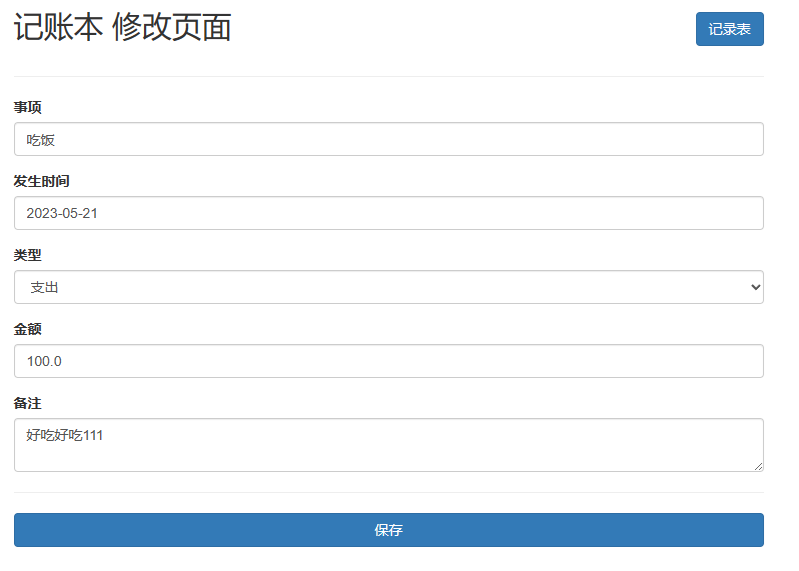 记账本 修改页面
记录表
事项
吃饭
发生时间
2023-05-21
类型
支出
金额
100.0
备注
好吃好吃111
保存